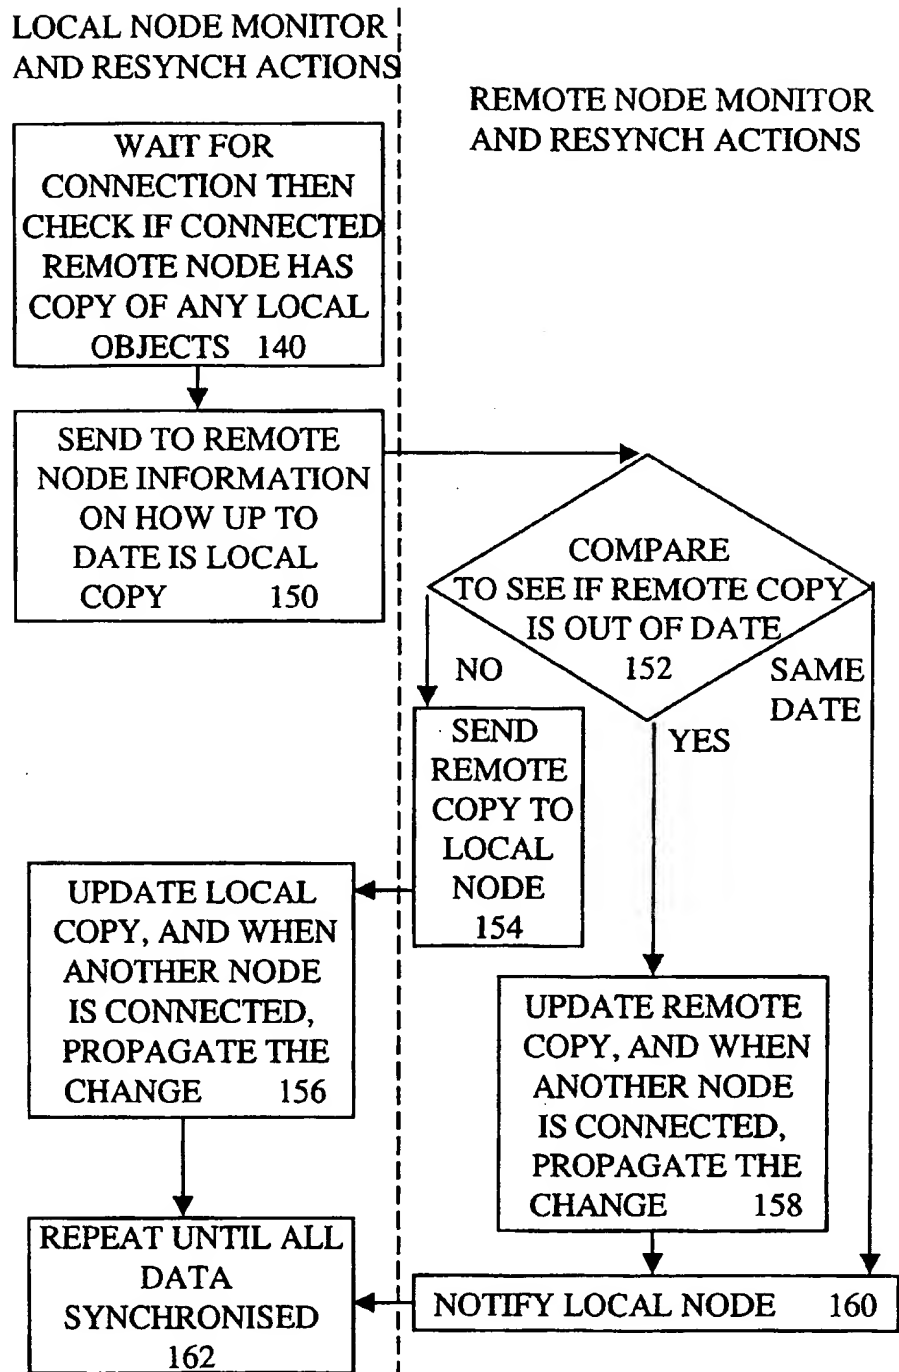 LOCAL NODE MONITOR
AND RESYNCH ACTIONS
REMOTE NODE MONITOR
AND RESYNCH ACTIONS
WAIT FOR
CONNECTION THEN
CHECK IF CONNECTED
REMOTE NODE HAS
COPY OF ANY LOCAL
OBJECTS 140
SEND TO REMOTE
NODE INFORMATION
ON HOW UP TO
DATE IS LOCAL
COPY 150
COMPARE
TO SEE IF REMOTE COPY
IS OUT OF DATE
152
NO
YES
SAME
DATE
SEND
REMOTE
COPY TO
LOCAL
NODE
154
UPDATE LOCAL
COPY, AND WHEN
ANOTHER NODE
IS CONNECTED,
PROPAGATE THE
CHANGE 156
UPDATE REMOTE
COPY, AND WHEN
ANOTHER NODE
IS CONNECTED,
PROPAGATE THE
CHANGE 158
NOTIFY LOCAL NODE 160
REPEAT UNTIL ALL
DATA
SYNCHRONISED
162